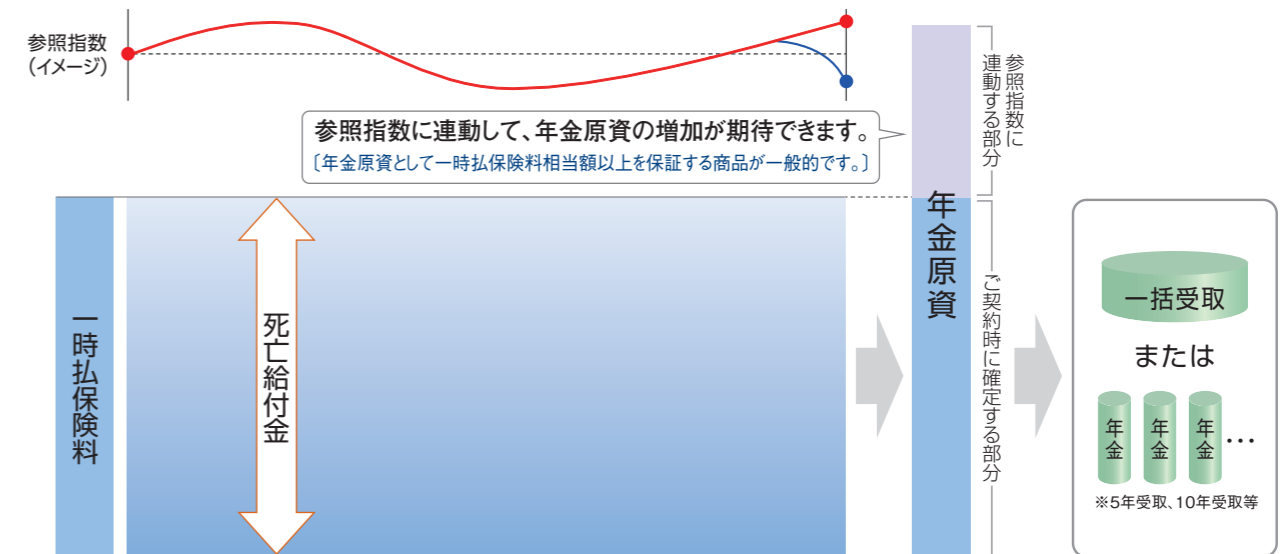 参照指数
（イメージ）
参照指数に連動して、年金原資の増加が期待できます。
〔年金原資として一時払保険料相当額以上を保証する商品が一般的です。〕
参照指数に
連動する部分
一時払保険料
死亡給付金
年金原資
ご契約時に確定する部分
一括受取
または
年金
年金
年金
…
※5年受取、10年受取等